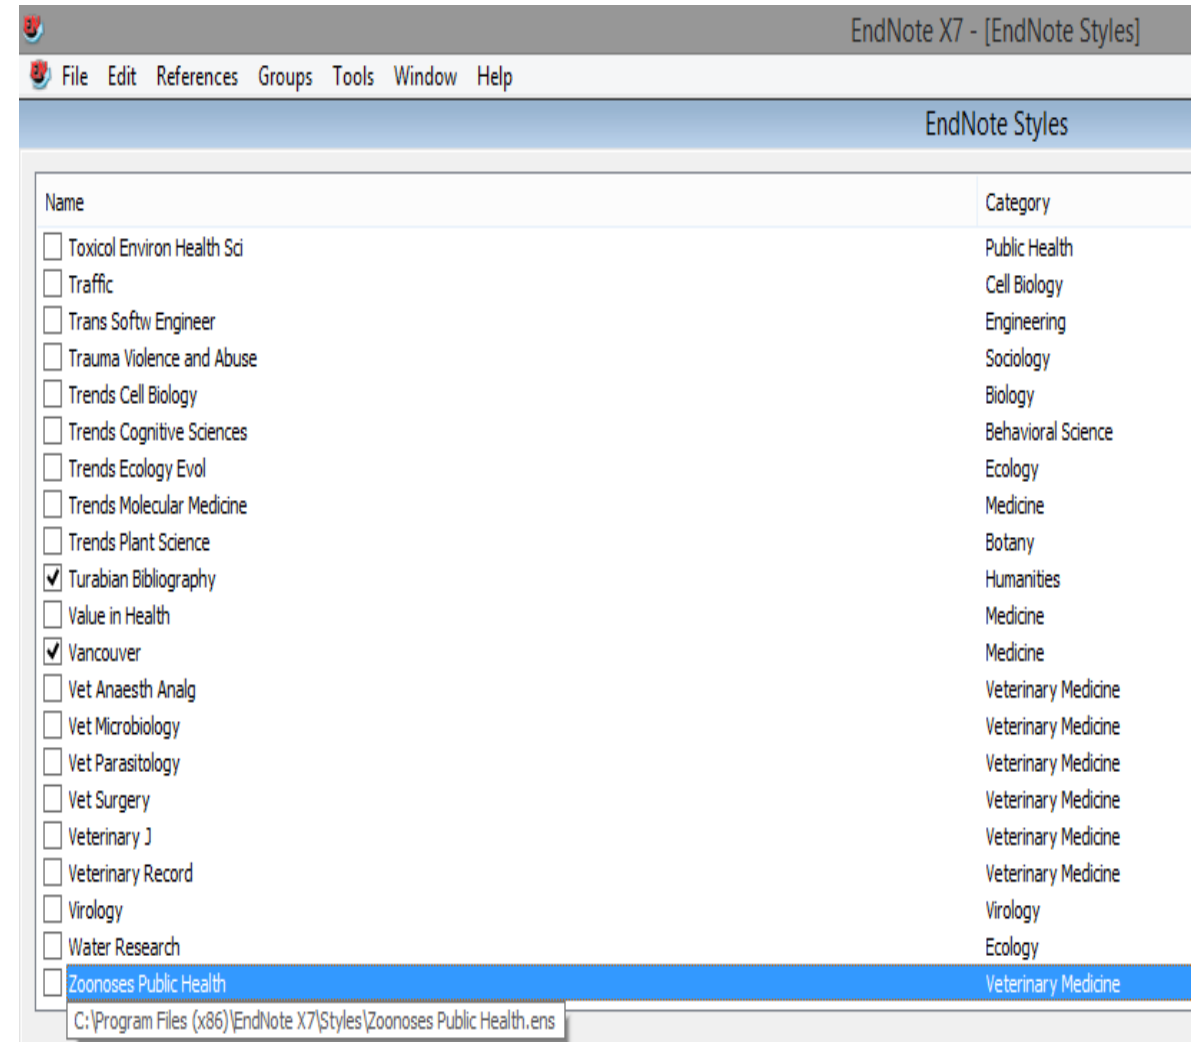 EndNote X7 - [EndNote Styles]
File Edit References Groups Tools Window Help
EndNote Styles
Name Category
Toxicol Environ Health Sci Public Health
Traffic Cell Biology
Trans Softw Engineer Engineering
Trauma Violence and Abuse Sociology
Trends Cell Biology Biology
Trends Cognitive Sciences Behavioral Science
Trends Ecology Evol Ecology
Trends Molecular Medicine Medicine
Trends Plant Science Botany
Turabian Bibliography Humanities
Value in Health Medicine
Vancouver Medicine
Vet Anaesth Analg Veterinary Medicine
Vet Microbiology Veterinary Medicine
Vet Parasitology Veterinary Medicine
Vet Surgery Veterinary Medicine
Veterinary J Veterinary Medicine
Veterinary Record Veterinary Medicine
Virology Virology
Water Research Ecology
Zoonoses Public Health Veterinary Medicine
C:\Program Files (x86)\EndNote X7\Styles\Zoonoses Public Health.ens